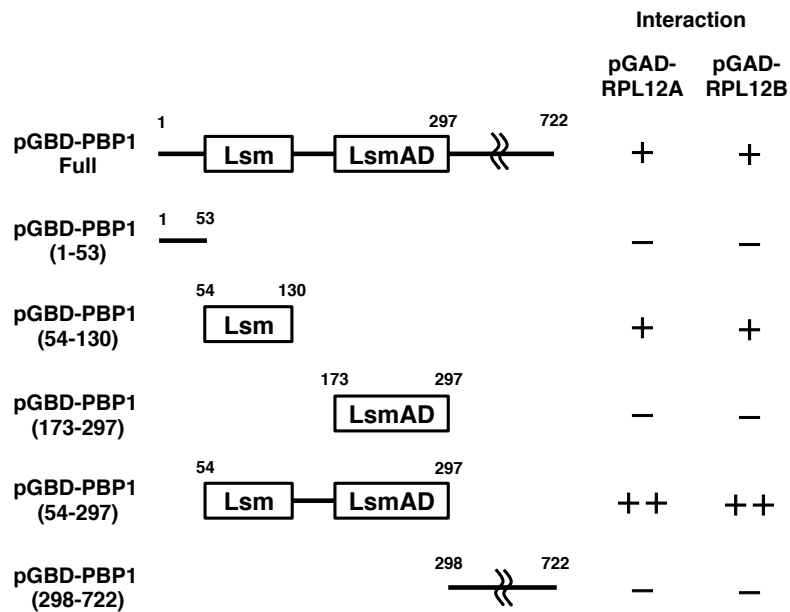 Interaction
pGAD-
RPL12A
pGAD-
RPL12B
1 297 722
pGBD-PBP1
Full
Lsm LsmAD + +
1 53
pGBD-PBP1
(1-53)
− −
54 130
pGBD-PBP1
(54-130)
Lsm + +
173 297
pGBD-PBP1
(173-297)
LsmAD − −
54 297
pGBD-PBP1
(54-297)
Lsm LsmAD ++ ++
298 722
pGBD-PBP1
(298-722)
− −